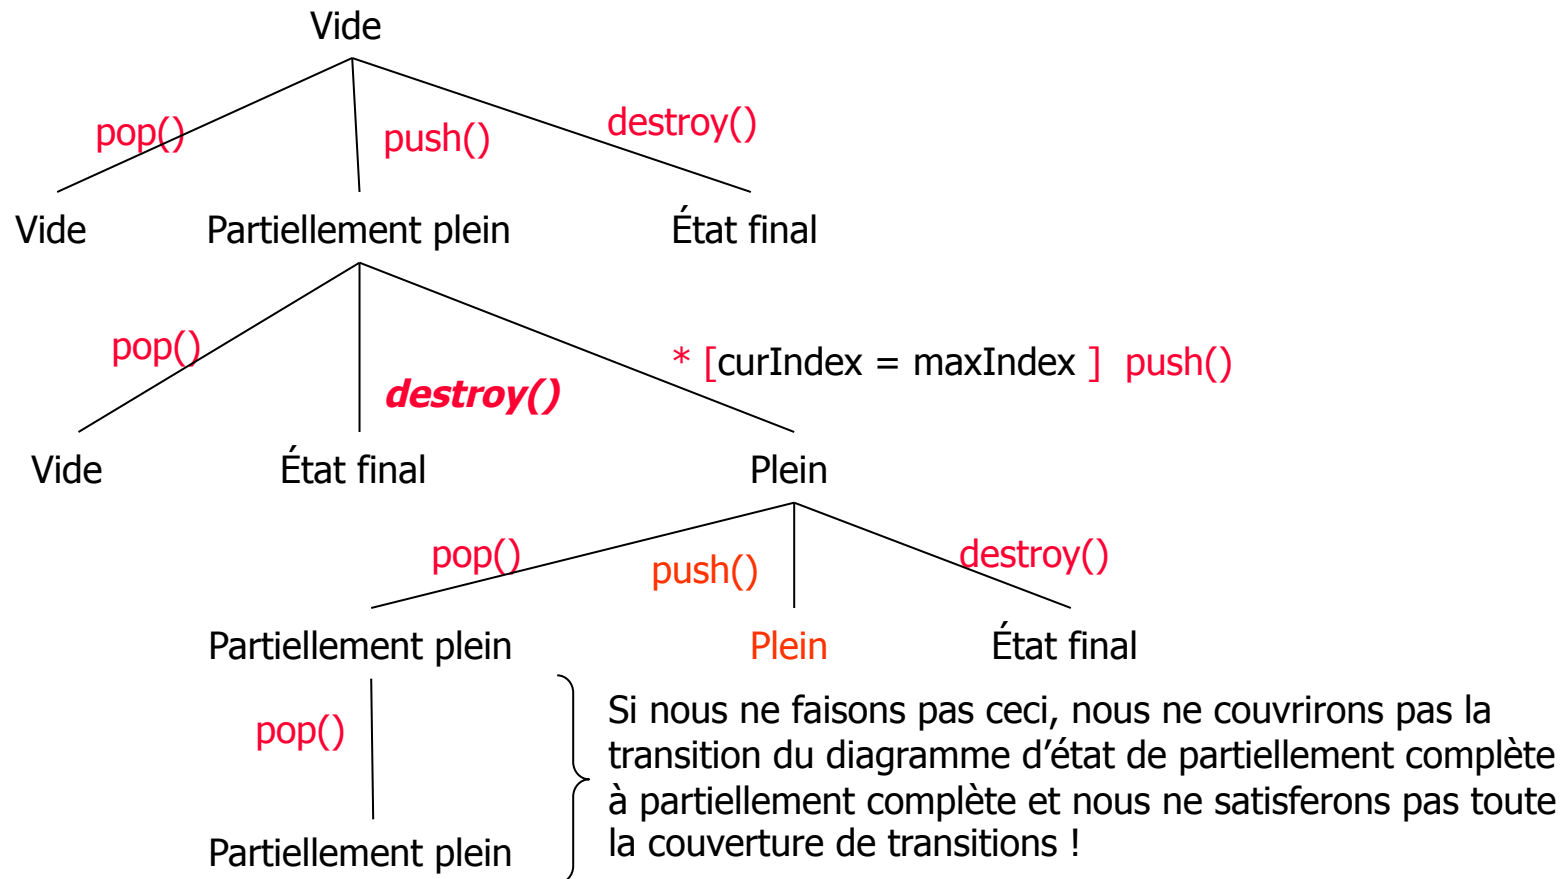 Vide
pop()
push()
destroy()
Vide
Partiellement plein
État final
pop()
destroy()
* [curIndex = maxIndex ] push()
Vide
État final
Plein
pop()
push()
destroy()
Partiellement plein
Plein
État final
pop()
Si nous ne faisons pas ceci, nous ne couvrirons pas la
transition du diagramme d’état de partiellement complète
à partiellement complète et nous ne satisferons pas toute
la couverture de transitions !
Partiellement plein